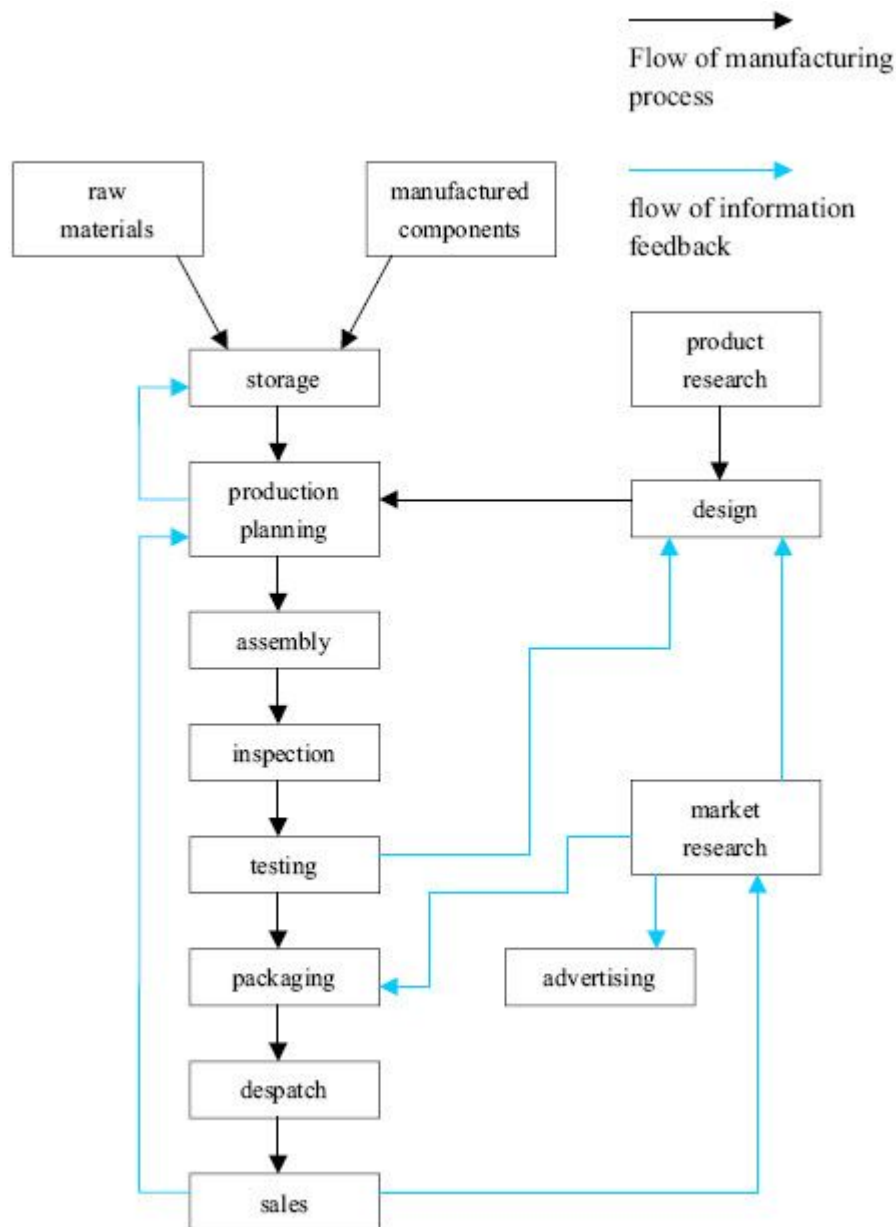 Flow of manufacturing
process
flow of information
feedback
raw
materials
manufactured
components
storage
product
research
production
planning
design
assembly
inspection
testing
market
research
packaging
advertising
despatch
sales